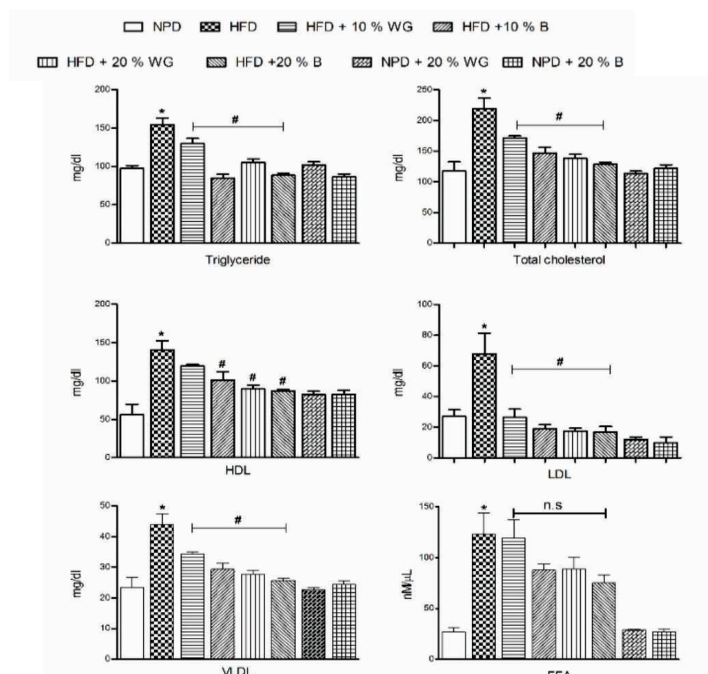 NPD HFD HFD + 10 % WG HFD +10 % B
HFD + 20 % WG HFD +20 % B NPD + 20 % WG NPD + 20 % B
200
150
100
50
0
mg/dl
*
#
Triglyceride
250
200
150
100
50
0
mg/dl
*
#
Total cholesterol
200
150
100
50
0
mg/dl
*
# # #
HDL
100
80
60
40
20
0
mg/dl
*
#
LDL
50
40
30
20
10
0
mg/dl
*
#
VLDL
150
100
50
0
nM/µL
*
n.s